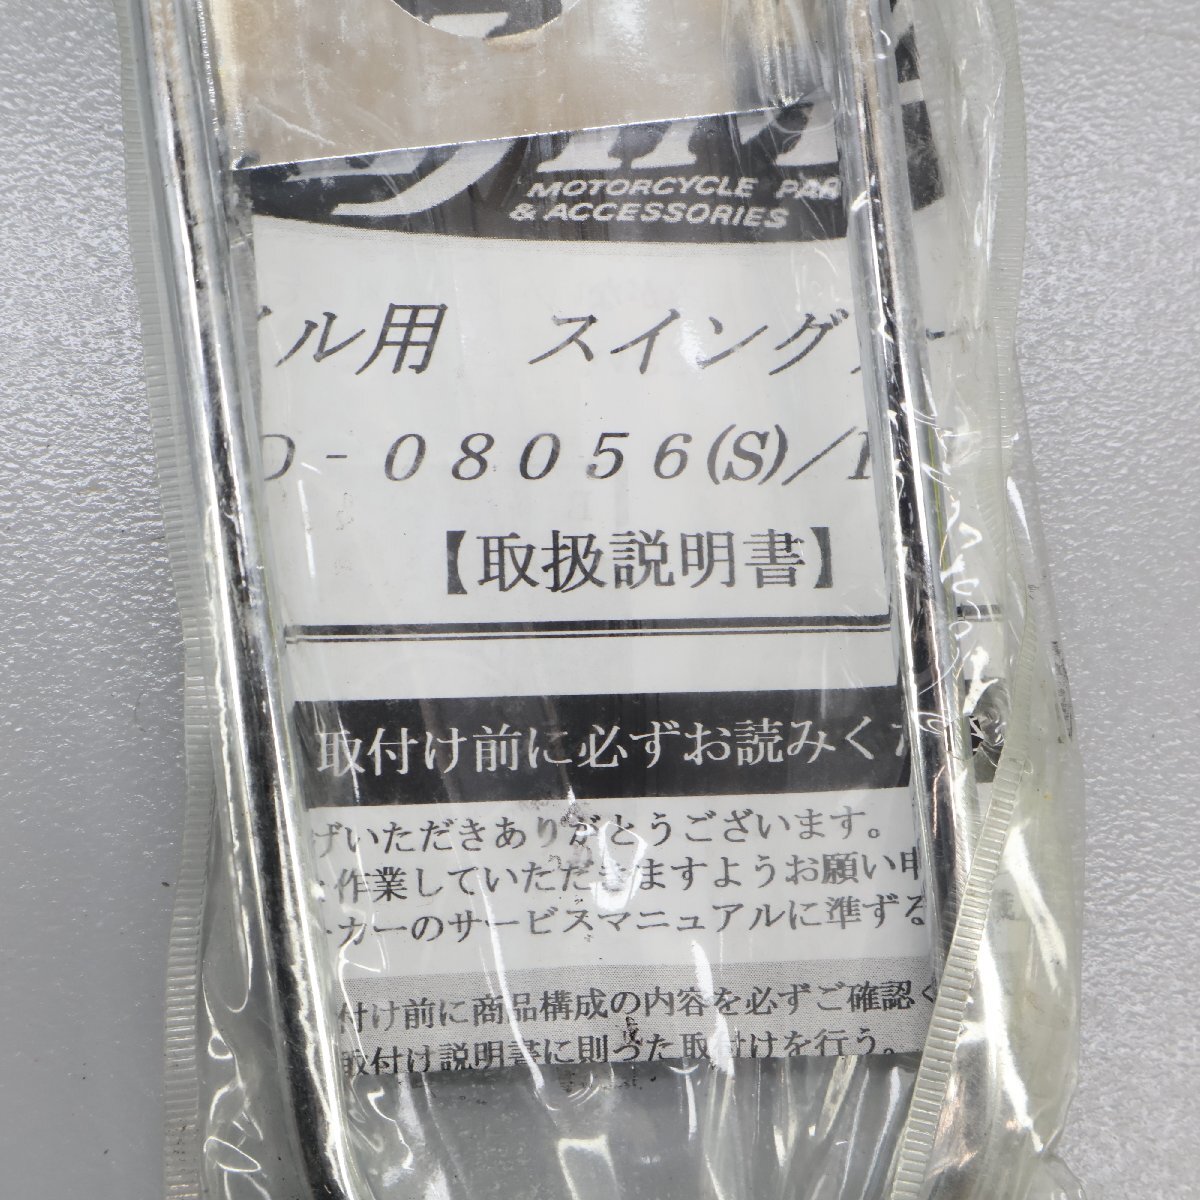 MOTORCYCLE PAR
& ACCESSORIES
イル用 スイング
D-08056(S)/
【取扱説明書】
取付け前に必ずお読みくだ
げいただきありがとうございます。
作業していただきますようお願い申
ーカーのサービスマニュアルに準ずる
付け前に商品構成の内容を必ずご確認く
取付け説明書に則った取付けを行う。